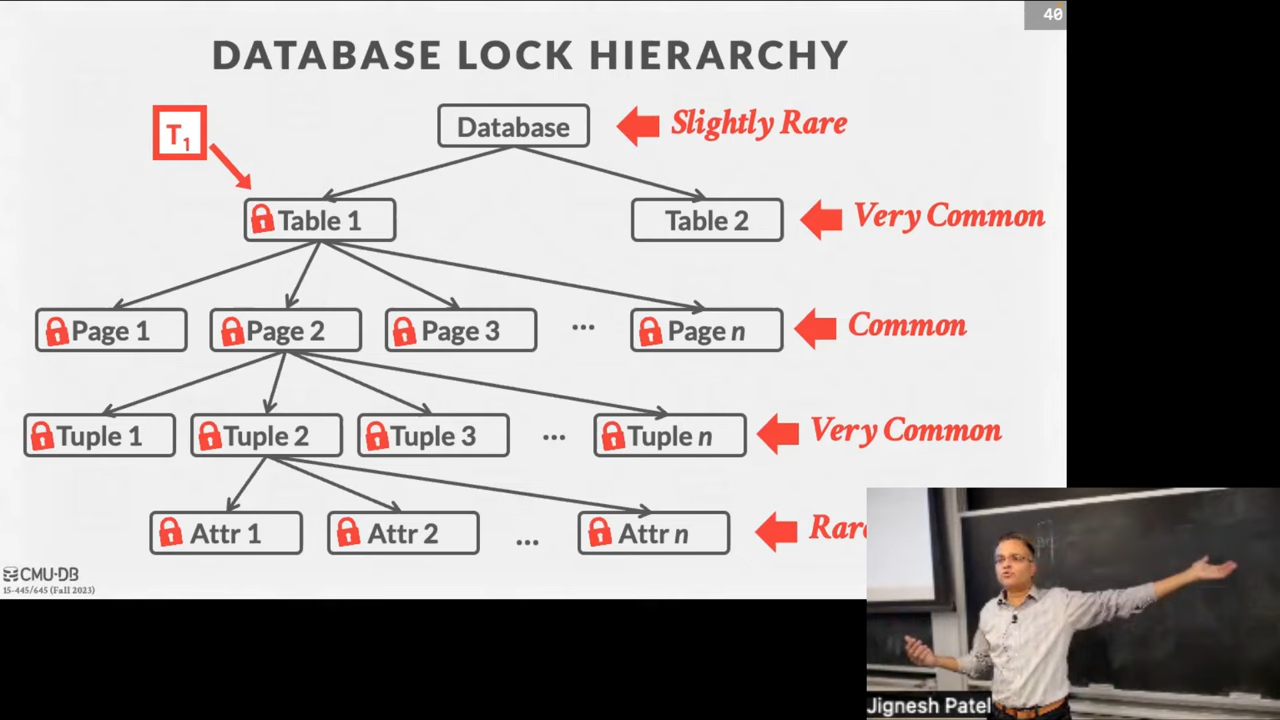 40
DATABASE LOCK HIERARCHY
T1
Database
Slightly Rare
Table 1
Table 2
Very Common
Page 1
Page 2
Page 3
...
Page n
Common
Tuple 1
Tuple 2
Tuple 3
...
Tuple n
Very Common
Attr 1
Attr 2
...
Attr n
CMU·DB
15-445/645 (Fall 2023)
Jignesh Patel